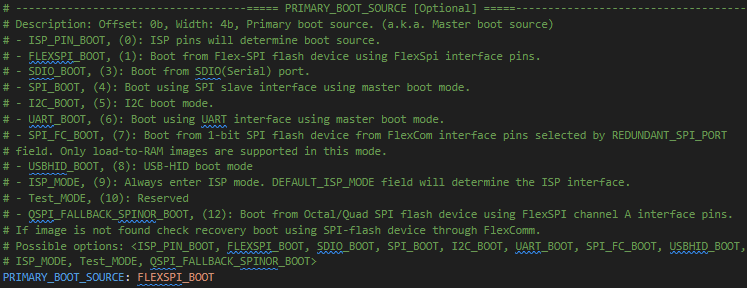 # -------------------------------------===== PRIMARY_BOOT_SOURCE [Optional] =====-------------------------------------
# Description: Offset: 0b, Width: 4b, Primary boot source. (a.k.a. Master boot source)
# - ISP_PIN_BOOT, (0): ISP pins will determine boot source.
# - FLEXSPI_BOOT, (1): Boot from Flex-SPI flash device using FlexSpi interface pins.
# - SDIO_BOOT, (3): Boot from SDIO(Serial) port.
# - SPI_BOOT, (4): Boot using SPI slave interface using master boot mode.
# - I2C_BOOT, (5): I2C boot mode.
# - UART_BOOT, (6): Boot using UART interface using master boot mode.
# - SPI_FC_BOOT, (7): Boot from 1-bit SPI flash device from FlexCom interface pins selected by REDUNDANT_SPI_PORT
# field. Only load-to-RAM images are supported in this mode.
# - USBHID_BOOT, (8): USB-HID boot mode
# - ISP_MODE, (9): Always enter ISP mode. DEFAULT_ISP_MODE field will determine the ISP interface.
# - Test_MODE, (10): Reserved
# - QSPI_FALLBACK_SPINOR_BOOT, (12): Boot from Octal/Quad SPI flash device using FlexSPI channel A interface pins.
# If image is not found check recovery boot using SPI-flash device through FlexComm.
# Possible options: <ISP_PIN_BOOT, FLEXSPI_BOOT, SDIO_BOOT, SPI_BOOT, I2C_BOOT, UART_BOOT, SPI_FC_BOOT, USBHID_BOOT,
# ISP_MODE, Test_MODE, QSPI_FALLBACK_SPINOR_BOOT>
PRIMARY_BOOT_SOURCE: FLEXSPI_BOOT